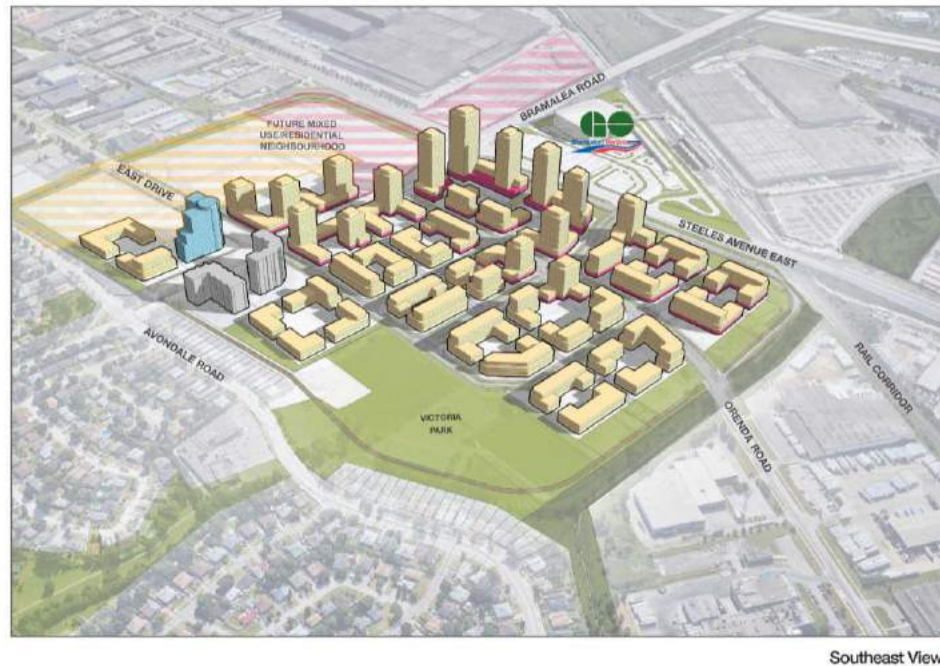 BRAMALEA ROAD
FUTURE MIXED
USE/RESIDENTIAL
NEIGHBOURHOOD
GO
EAST DRIVE
STEELES AVENUE EAST
AVONDALE ROAD
RAIL CORRIDOR
VICTORIA
PARK
ORENDA ROAD
Southeast View